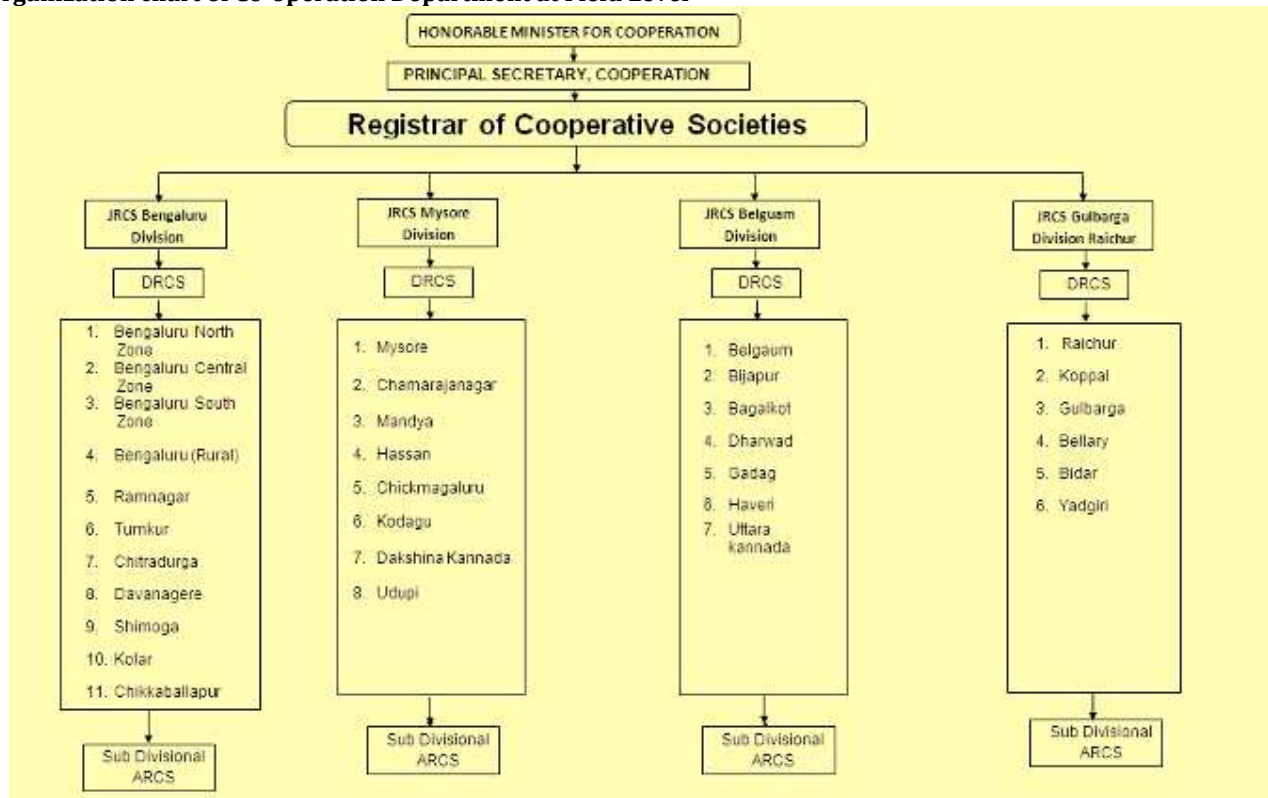 HONORABLE MINISTER FOR COOPERATION
PRINCIPAL SECRETARY, COOPERATION
Registrar of Cooperative Societies
JRCS Bengaluru
Division
DRCS
1. Bengaluru North
Zone
2. Bengaluru Central
Zone
3. Bengaluru South
Zone
4. Bengaluru (Rural)
5. Ramnagar
6. Tumkur
7. Chitradurga
8. Davanagere
9. Shimoga
10. Kolar
11. Chikkaballapur
Sub Divisional
ARCS
JRCS Mysore
Division
DRCS
1. Mysore
2. Chamarajanagar
3. Mandya
4. Hassan
5. Chickmagaluru
6. Kodagu
7. Dakshina Kannada
8. Udupi
Sub Divisional
ARCS
JRCS Belguam
Division
DRCS
1. Belgaum
2. Bijapur
3. Bagalkot
4. Dharwad
5. Gadag
6. Haveri
7. Uttara
kannada
Sub Divisional
ARCS
JRCS Gulbarga
Division Raichur
DRCS
1. Raichur
2. Koppal
3. Gulbarga
4. Bellary
5. Bidar
6. Yadgiri
Sub Divisional
ARCS